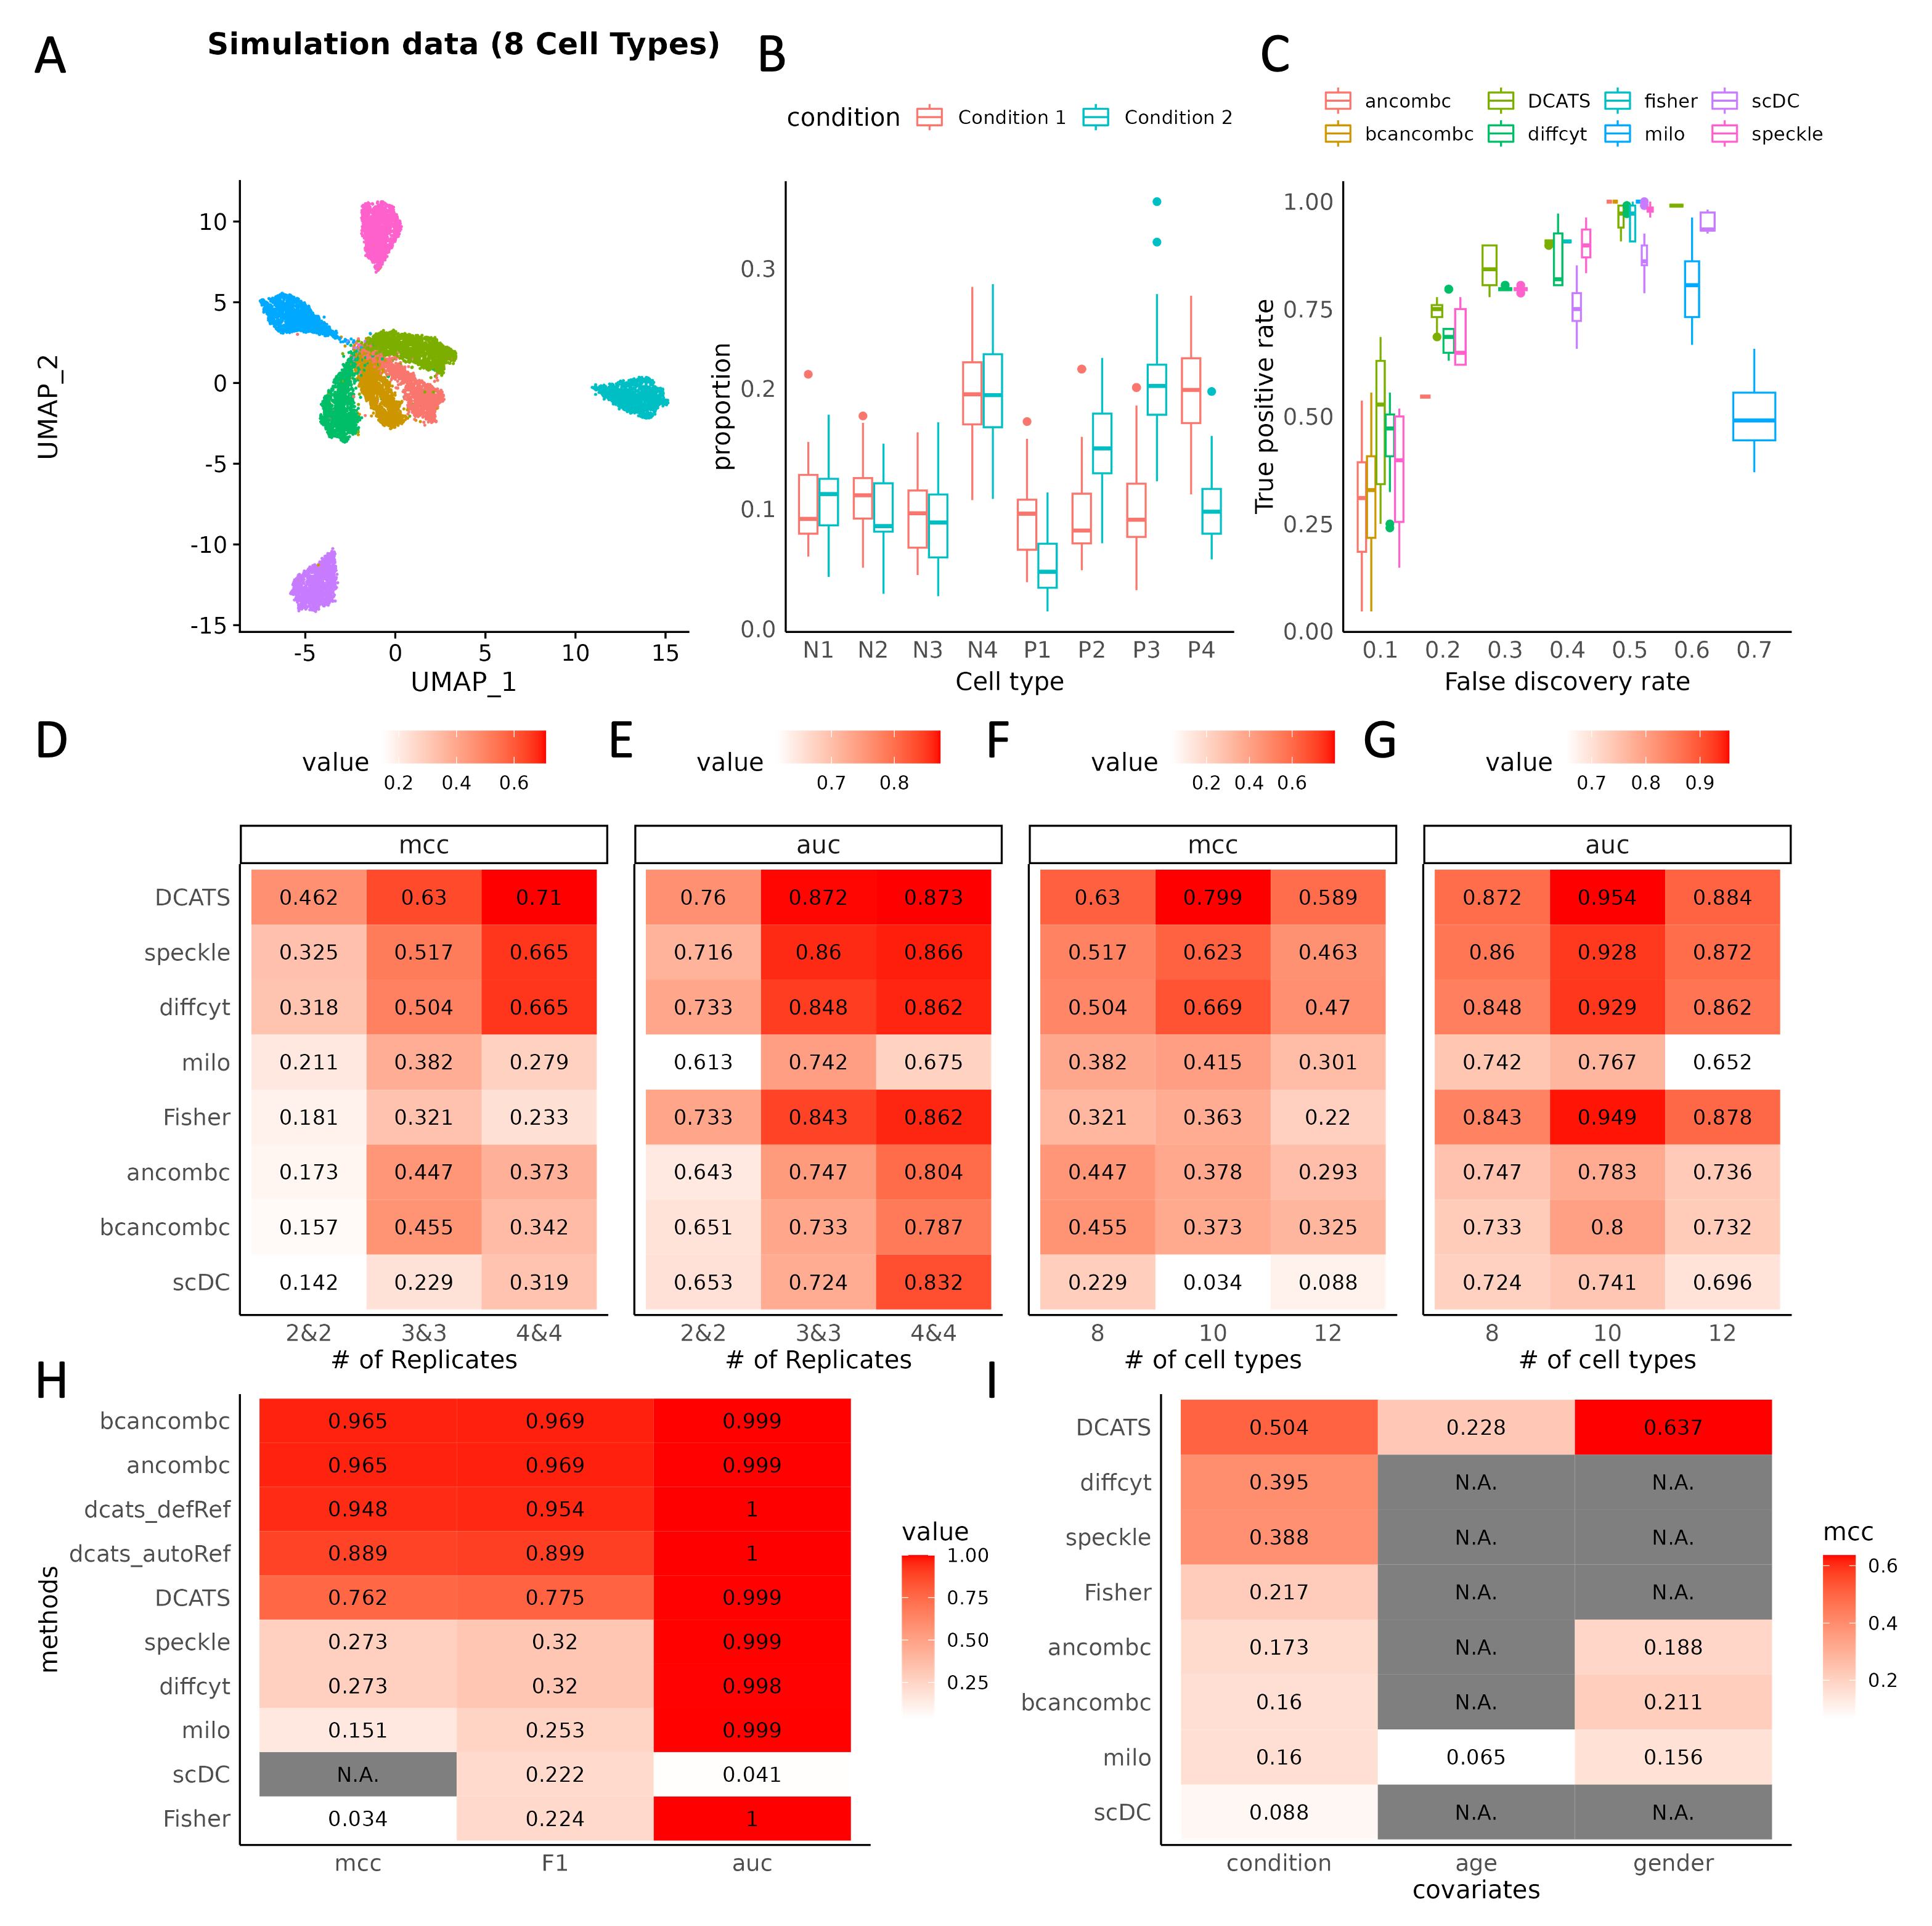 A
Simulation data (8 Cell Types)
UMAP_2
10
5
0
-5
-10
-15
-5 0 5 10 15
UMAP_1
B
condition Condition 1 Condition 2
proportion
0.3
0.2
0.1
0.0
N1 N2 N3 N4 P1 P2 P3 P4
Cell type
C
ancombc DCATS fisher scDC
bcancombc diffcyt milo speckle
True positive rate
1.00
0.75
0.50
0.25
0.00
0.1 0.2 0.3 0.4 0.5 0.6 0.7
False discovery rate
D
value 0.2 0.4 0.6
mcc
DCATS 0.462 0.63 0.71
speckle 0.325 0.517 0.665
diffcyt 0.318 0.504 0.665
milo 0.211 0.382 0.279
Fisher 0.181 0.321 0.233
ancombc 0.173 0.447 0.373
bcancombc 0.157 0.455 0.342
scDC 0.142 0.229 0.319
2&2 3&3 4&4
# of Replicates
E
value 0.7 0.8
auc
0.76 0.872 0.873
0.716 0.86 0.866
0.733 0.848 0.862
0.613 0.742 0.675
0.733 0.843 0.862
0.643 0.747 0.804
0.651 0.733 0.787
0.653 0.724 0.832
2&2 3&3 4&4
# of Replicates
F
value 0.2 0.4 0.6
mcc
0.63 0.799 0.589
0.517 0.623 0.463
0.504 0.669 0.47
0.382 0.415 0.301
0.321 0.363 0.22
0.447 0.378 0.293
0.455 0.373 0.325
0.229 0.034 0.088
8 10 12
# of cell types
G
value 0.7 0.8 0.9
auc
0.872 0.954 0.884
0.86 0.928 0.872
0.848 0.929 0.862
0.742 0.767 0.652
0.843 0.949 0.878
0.747 0.783 0.736
0.733 0.8 0.732
0.724 0.741 0.696
8 10 12
# of cell types
H
methods
bcancombc 0.965 0.969 0.999
ancombc 0.965 0.969 0.999
dcats_defRef 0.948 0.954 1
dcats_autoRef 0.889 0.899 1
DCATS 0.762 0.775 0.999
speckle 0.273 0.32 0.999
diffcyt 0.273 0.32 0.998
milo 0.151 0.253 0.999
scDC N.A. 0.222 0.041
Fisher 0.034 0.224 1
mcc F1 auc
value
1.00
0.75
0.50
0.25
I
DCATS 0.504 0.228 0.637
diffcyt 0.395 N.A. N.A.
speckle 0.388 N.A. N.A.
Fisher 0.217 N.A. N.A.
ancombc 0.173 N.A. 0.188
bcancombc 0.16 N.A. 0.211
milo 0.16 0.065 0.156
scDC 0.088 N.A. N.A.
condition age gender
covariates
mcc
0.6
0.4
0.2